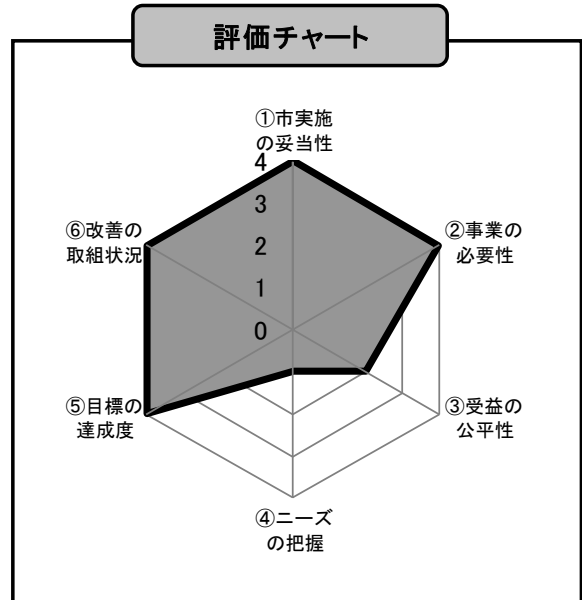 評価チャート
①市実施
の妥当性
4
3
2
1
0
②事業の
必要性
③受益の
公平性
④ニーズ
の把握
⑤目標の
達成度
⑥改善の
取組状況